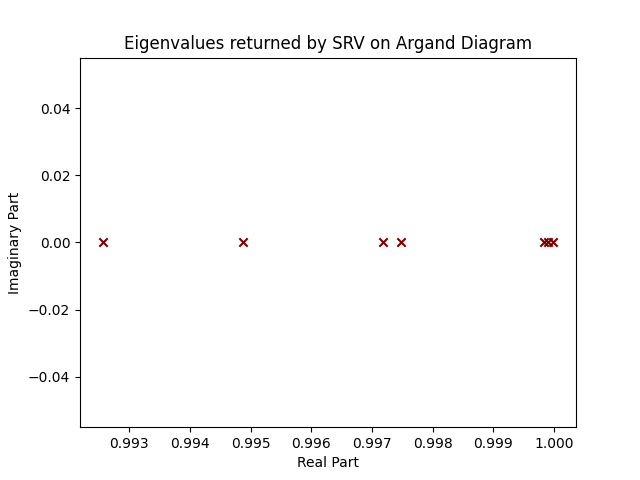 Eigenvalues returned by SRV on Argand Diagram
Imaginary Part
0.04
0.02
0.00
−0.02
−0.04
0.993 0.994 0.995 0.996 0.997 0.998 0.999 1.000
Real Part